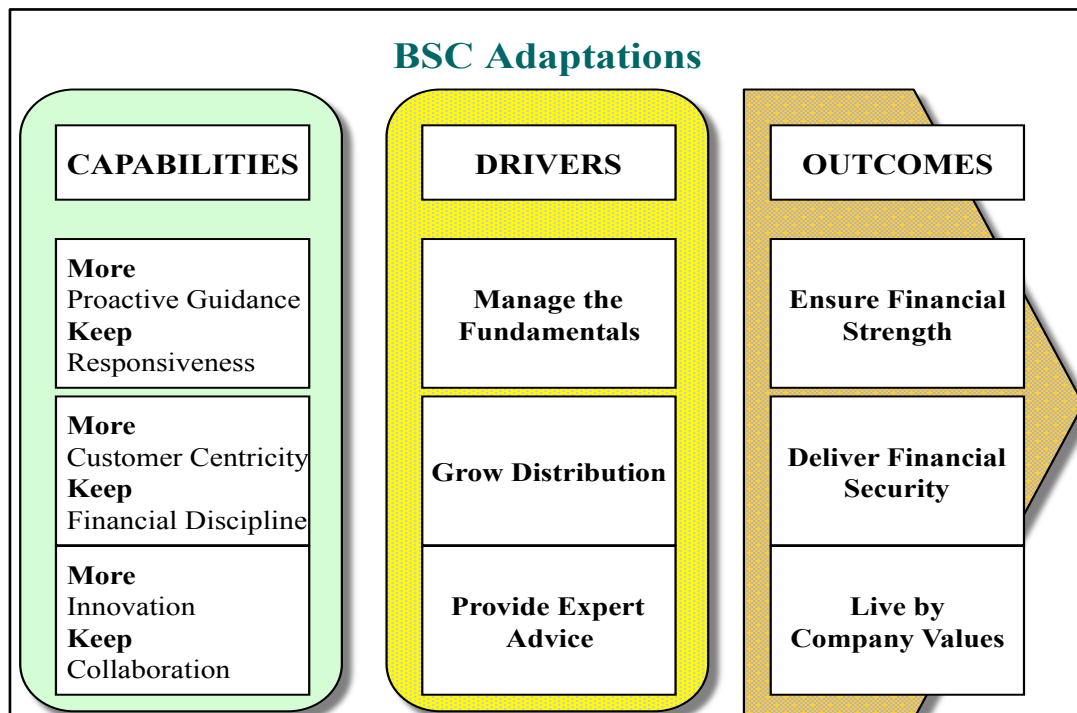 BSC Adaptations
CAPABILITIES
More
Proactive Guidance
Keep
Responsiveness
More
Customer Centricity
Keep
Financial Discipline
More
Innovation
Keep
Collaboration
DRIVERS
Manage the
Fundamentals
Grow Distribution
Provide Expert
Advice
OUTCOMES
Ensure Financial
Strength
Deliver Financial
Security
Live by
Company Values